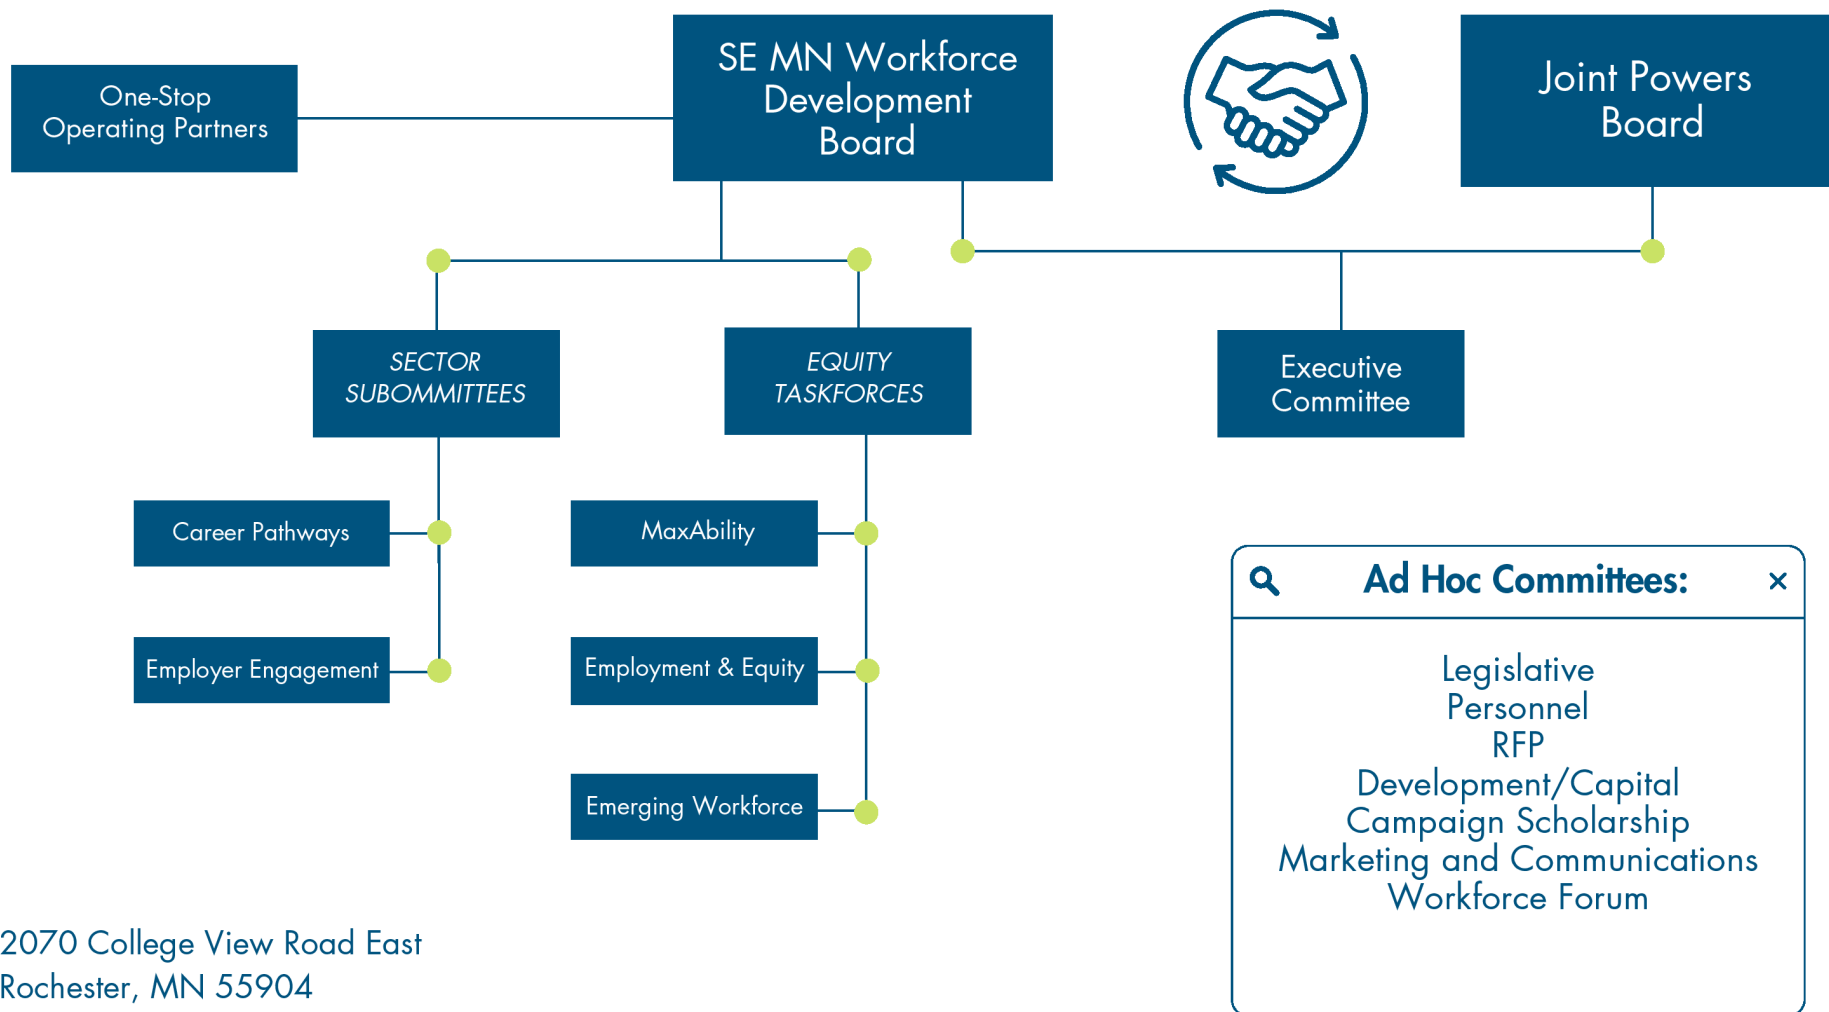 One-Stop
Operating Partners
SE MN Workforce
Development
Board
Joint Powers
Board
SECTOR
SUBOMMITTEES
EQUITY
TASKFORCES
Executive
Committee
Career Pathways
Employer Engagement
MaxAbility
Employment & Equity
Emerging Workforce
Ad Hoc Committees:
Legislative
Personnel
RFP
Development/Capital
Campaign Scholarship
Marketing and Communications
Workforce Forum
2070 College View Road East
Rochester, MN 55904